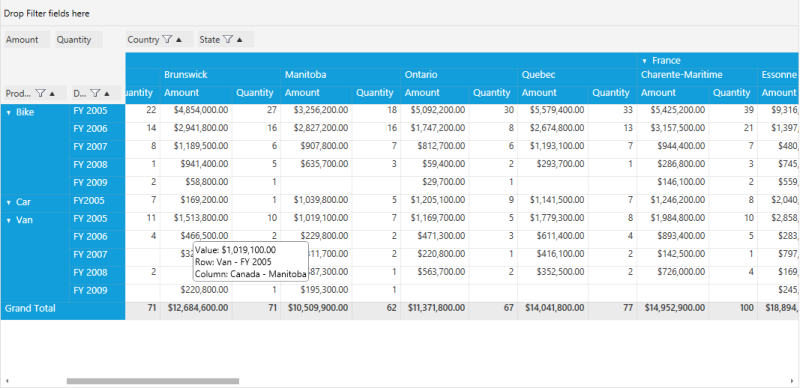 Drop Filter fields here
Amount Quantity Country State
France
Brunswick Manitoba Ontario Quebec Charente-Maritime Essonne
Prod... D... uantity Amount Quantity Amount Quantity Amount Quantity Amount Quantity Amount Quantity Amount
Bike FY 2005 22 $4,854,000.00 27 $3,256,200.00 18 $5,092,200.00 30 $5,579,400.00 33 $5,425,200.00 39 $9,316,
FY 2006 14 $2,941,800.00 16 $2,827,200.00 16 $1,747,200.00 8 $2,674,800.00 13 $3,157,500.00 21 $1,397,
FY 2007 8 $1,189,500.00 6 $907,800.00 7 $812,700.00 6 $1,193,100.00 7 $944,400.00 7 $480,
FY 2008 1 $941,400.00 5 $635,700.00 3 $59,400.00 2 $293,700.00 1 $286,800.00 3 $745,
FY 2009 2 $58,800.00 1 $29,700.00 1 $146,100.00 2 $559,
Car FY2005 7 $169,200.00 1 $1,039,800.00 5 $1,205,100.00 9 $1,141,500.00 7 $1,246,200.00 8 $2,040,
Van FY 2005 11 $1,513,800.00 10 $1,019,100.00 7 $1,169,700.00 5 $1,779,300.00 8 $1,984,800.00 10 $2,858,
FY 2006 4 $466,500.00 2 $229,800.00 2 $471,300.00 3 $611,400.00 4 $893,400.00 5 $283,
Value: $1,019,100.00
FY 2007 $32 11,700.00 2 $220,800.00 1 $416,100.00 2 $142,500.00 1 $797,
Row: Van - FY 2005
FY 2008 2 87,300.00 1 $563,700.00 2 $352,500.00 2 $726,000.00 4 $169,
Column: Canada - Manitoba
FY 2009 $220,800.00 1 $195,300.00 1 $245,
Grand Total 71 $12,684,600.00 71 $10,509,900.00 62 $11,371,800.00 67 $14,041,800.00 77 $14,952,900.00 100 $18,894,